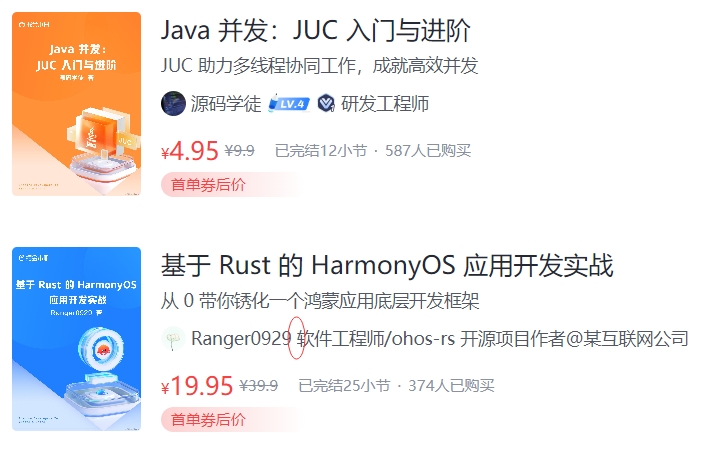 掘金小册
Java 并发：
JUC 入门与进阶
源码学徒 著
JUC
Java 并发：JUC 入门与进阶
JUC 助力多线程协同工作，成就高效并发
源码学徒 LV.4 研发工程师
¥4.95 ¥9.9 已完结12小节 · 587人已购买
首单券后价
掘金小册
基于 Rust 的 HarmonyOS
应用开发实战
Ranger0929 著
基于 Rust 的 HarmonyOS 应用开发实战
从 0 带你锈化一个鸿蒙应用底层开发框架
Ranger0929 软件工程师/ohos-rs 开源项目作者@某互联网公司
¥19.95 ¥39.9 已完结25小节 · 374人已购买
首单券后价